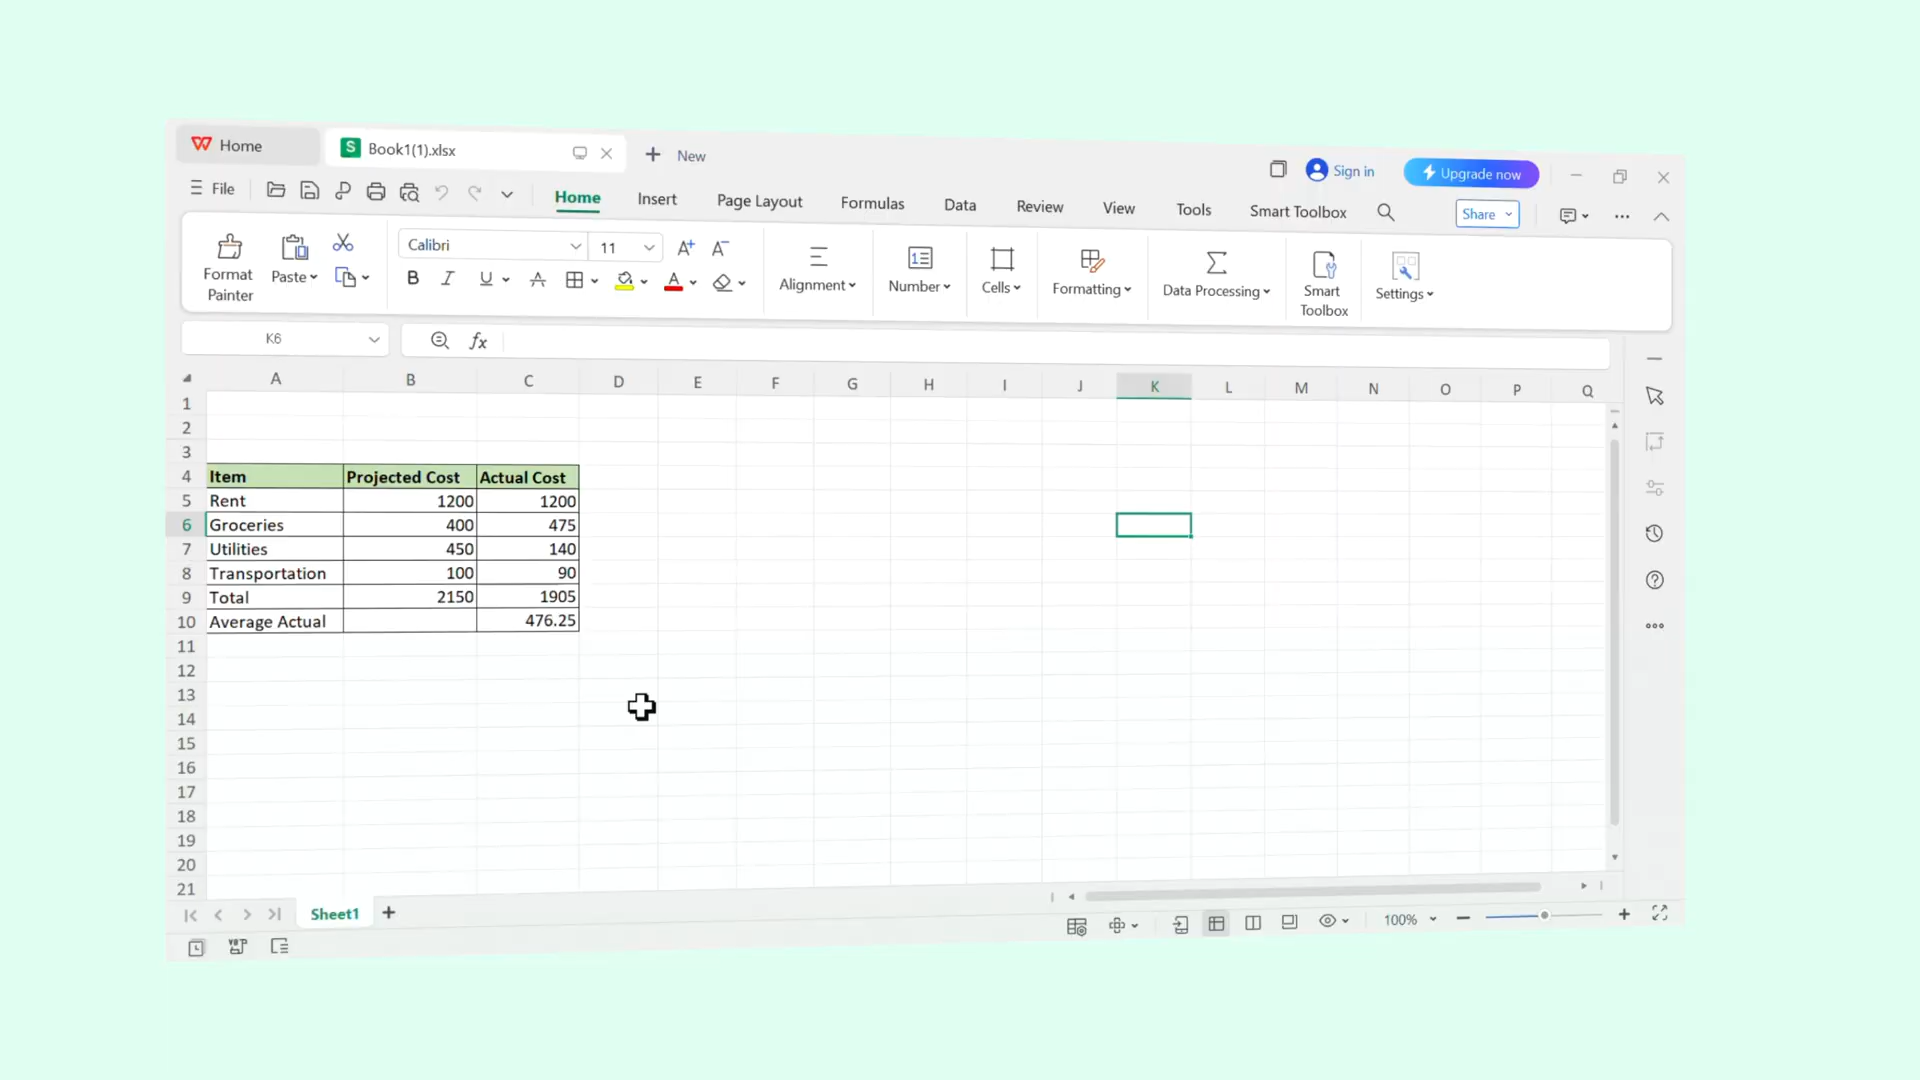 Home
S Book1(1).xlsx
New
Sign in
Upgrade now
File
Home Insert Page Layout Formulas Data Review View Tools Smart Toolbox
Share
Format Painter
Paste
Calibri
11
A+ A-
B I U A A
Alignment
Number
Cells
Formatting
Data Processing
Smart Toolbox
Settings
K6
fx
A B C D E F G H I J K L M N O P Q
1
2
3
4 Item Projected Cost Actual Cost
5 Rent 1200 1200
6 Groceries 400 475
7 Utilities 450 140
8 Transportation 100 90
9 Total 2150 1905
10 Average Actual 476.25
11
12
13
14
15
16
17
18
19
20
21
Sheet1
100%